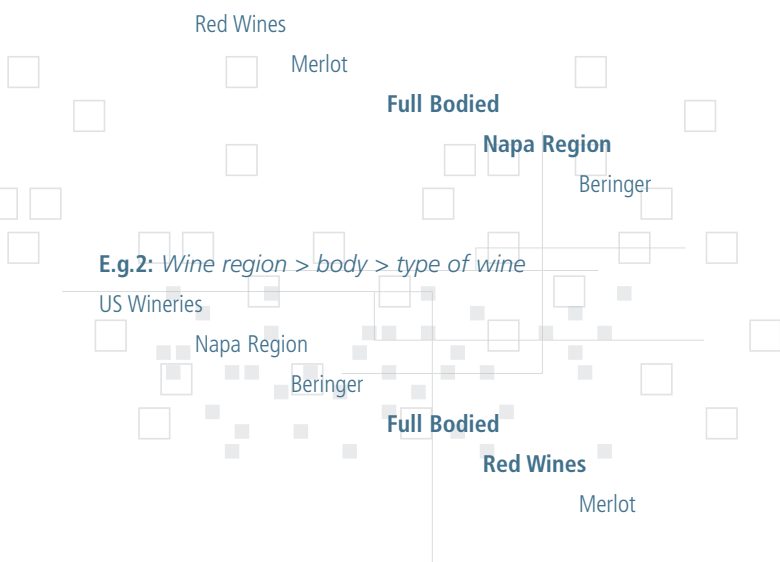 Red Wines
Merlot
Full Bodied
Napa Region
Beringer
E.g.2: Wine region > body > type of wine
US Wineries
Napa Region
Beringer
Full Bodied
Red Wines
Merlot